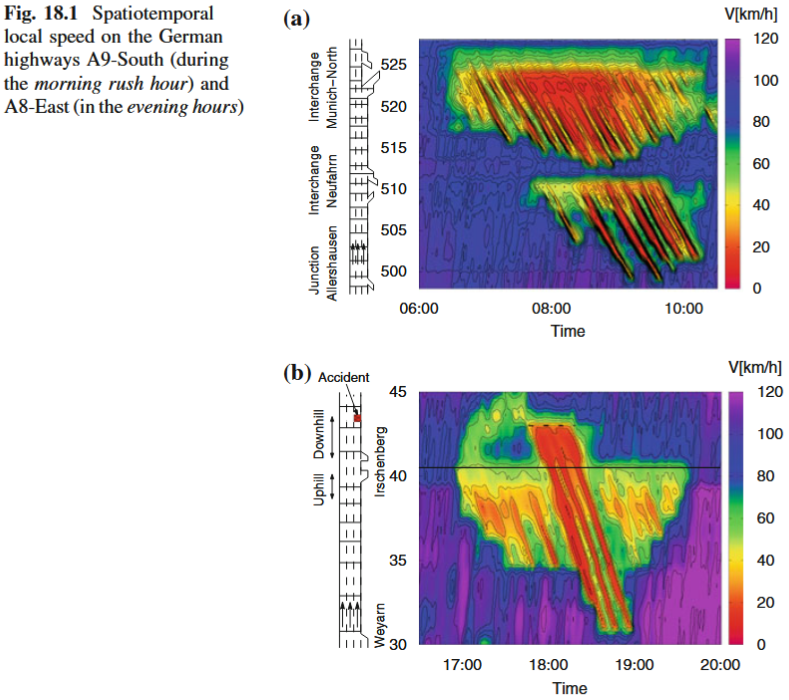 Fig. 18.1 Spatiotemporal
local speed on the German
highways A9-South (during
the morning rush hour) and
A8-East (in the evening hours)
(a)
V[km/h]
120
100
80
60
40
20
0
525
520
515
510
505
500
Interchange
Munich–North
Interchange
Neufahrn
Junction
Allershausen
06:00 08:00 10:00
Time
(b)
Accident
V[km/h]
120
100
80
60
40
20
0
45
40
35
30
Downhill
Uphill
Irschenberg
Weyarn
17:00 18:00 19:00 20:00
Time